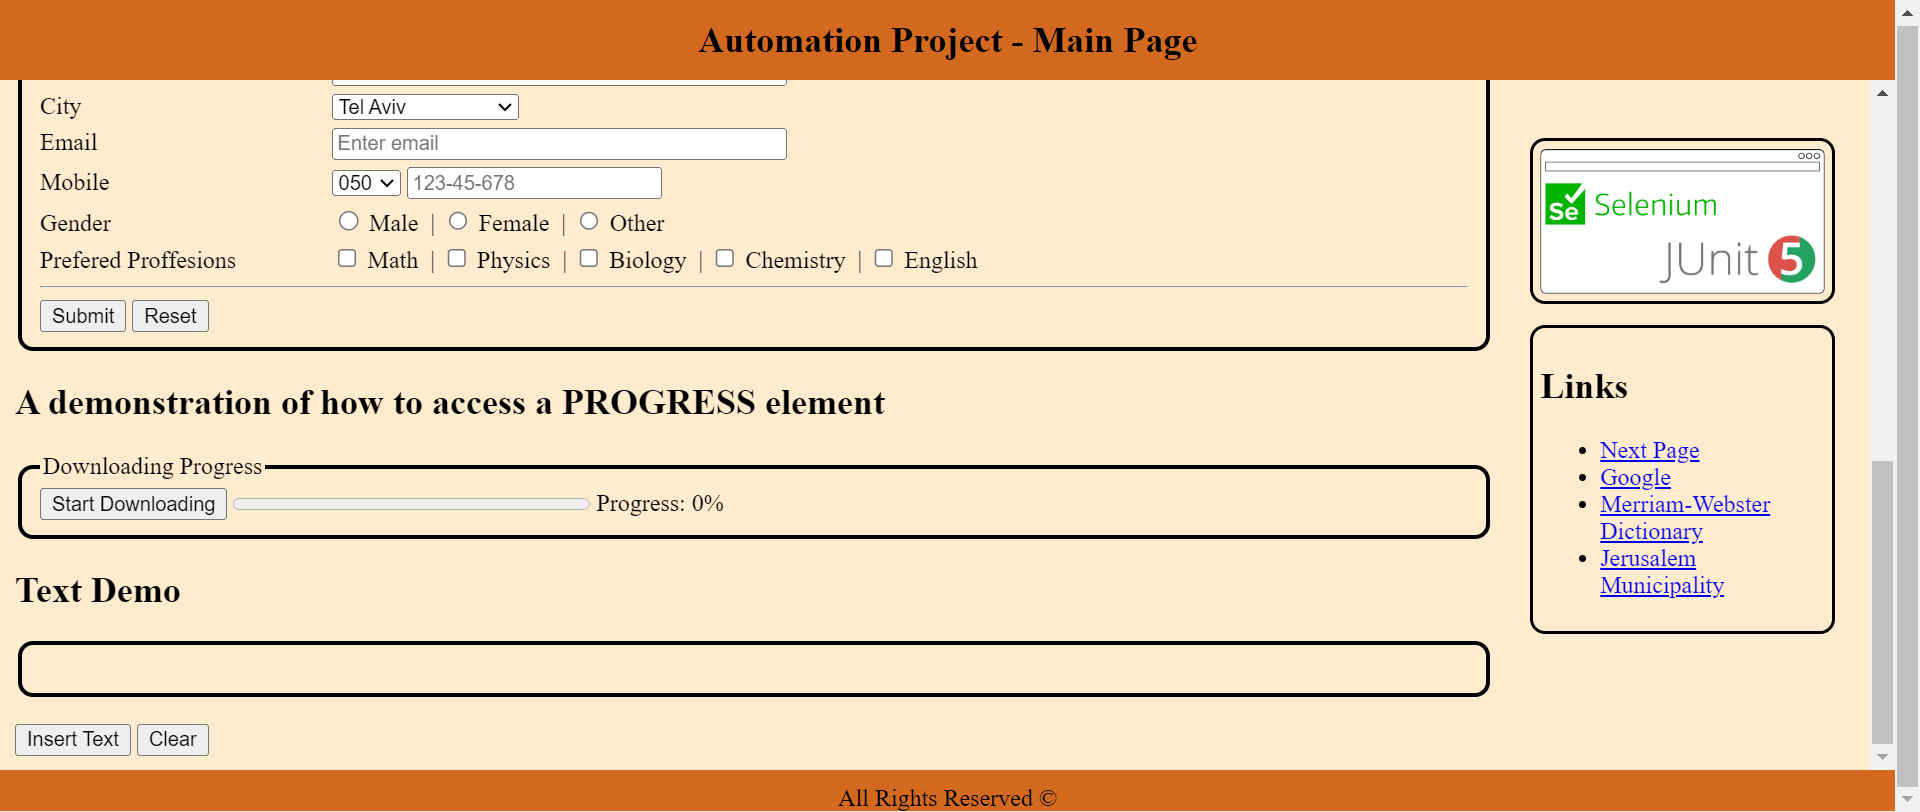 Automation Project - Main Page
City Tel Aviv
Email Enter email
Mobile 050 123-45-678
Gender Male | Female | Other
Prefered Proffesions Math | Physics | Biology | Chemistry | English
Submit Reset
A demonstration of how to access a PROGRESS element
Downloading Progress
Start Downloading Progress: 0%
Text Demo
Insert Text Clear
Se Selenium
JUnit 5
Links
Next Page
Google
Merriam-Webster
Dictionary
Jerusalem
Municipality
All Rights Reserved ©